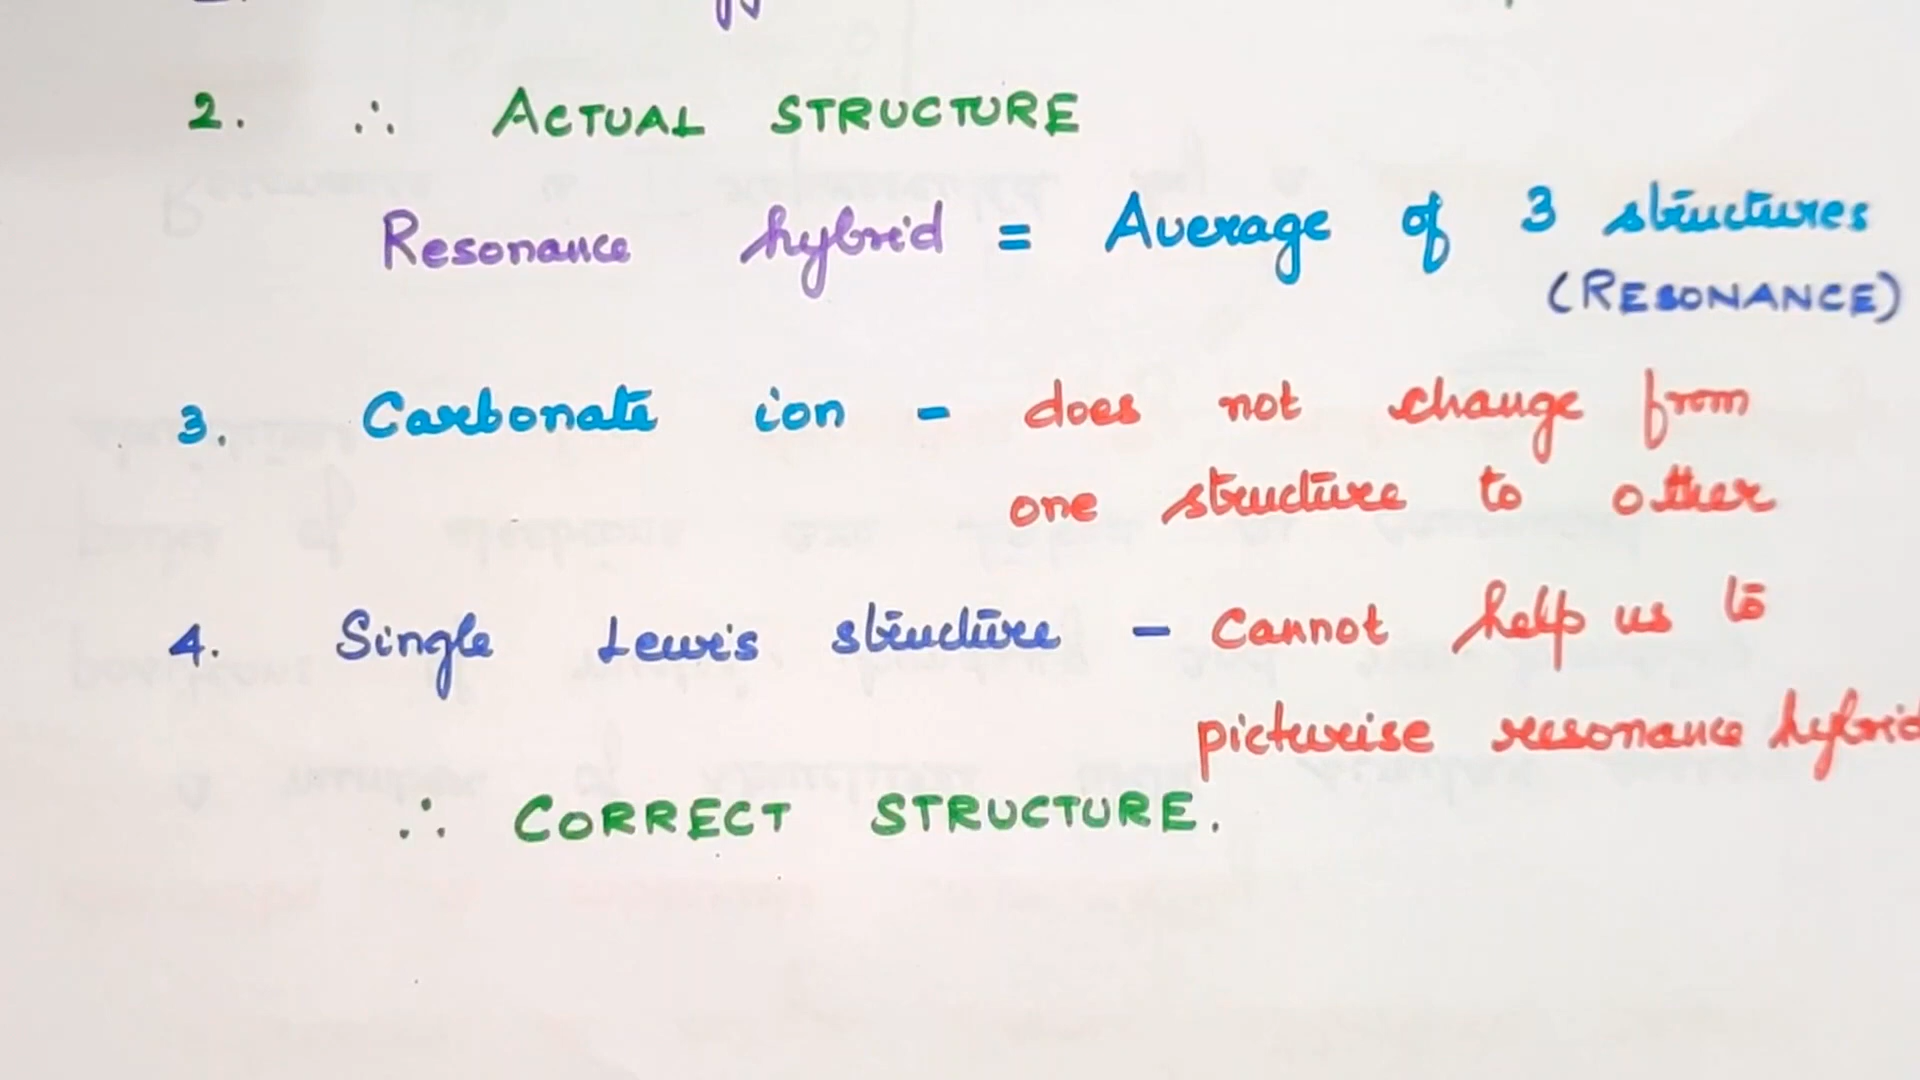 2. ∴ ACTUAL STRUCTURE
Resonance hybrid = Average of 3 structures
(RESONANCE)
3. Carbonate ion - does not change from
one structure to other
4. Single Lewis structure - Cannot help us to
pictureise resonance hybrid
∴ CORRECT STRUCTURE.